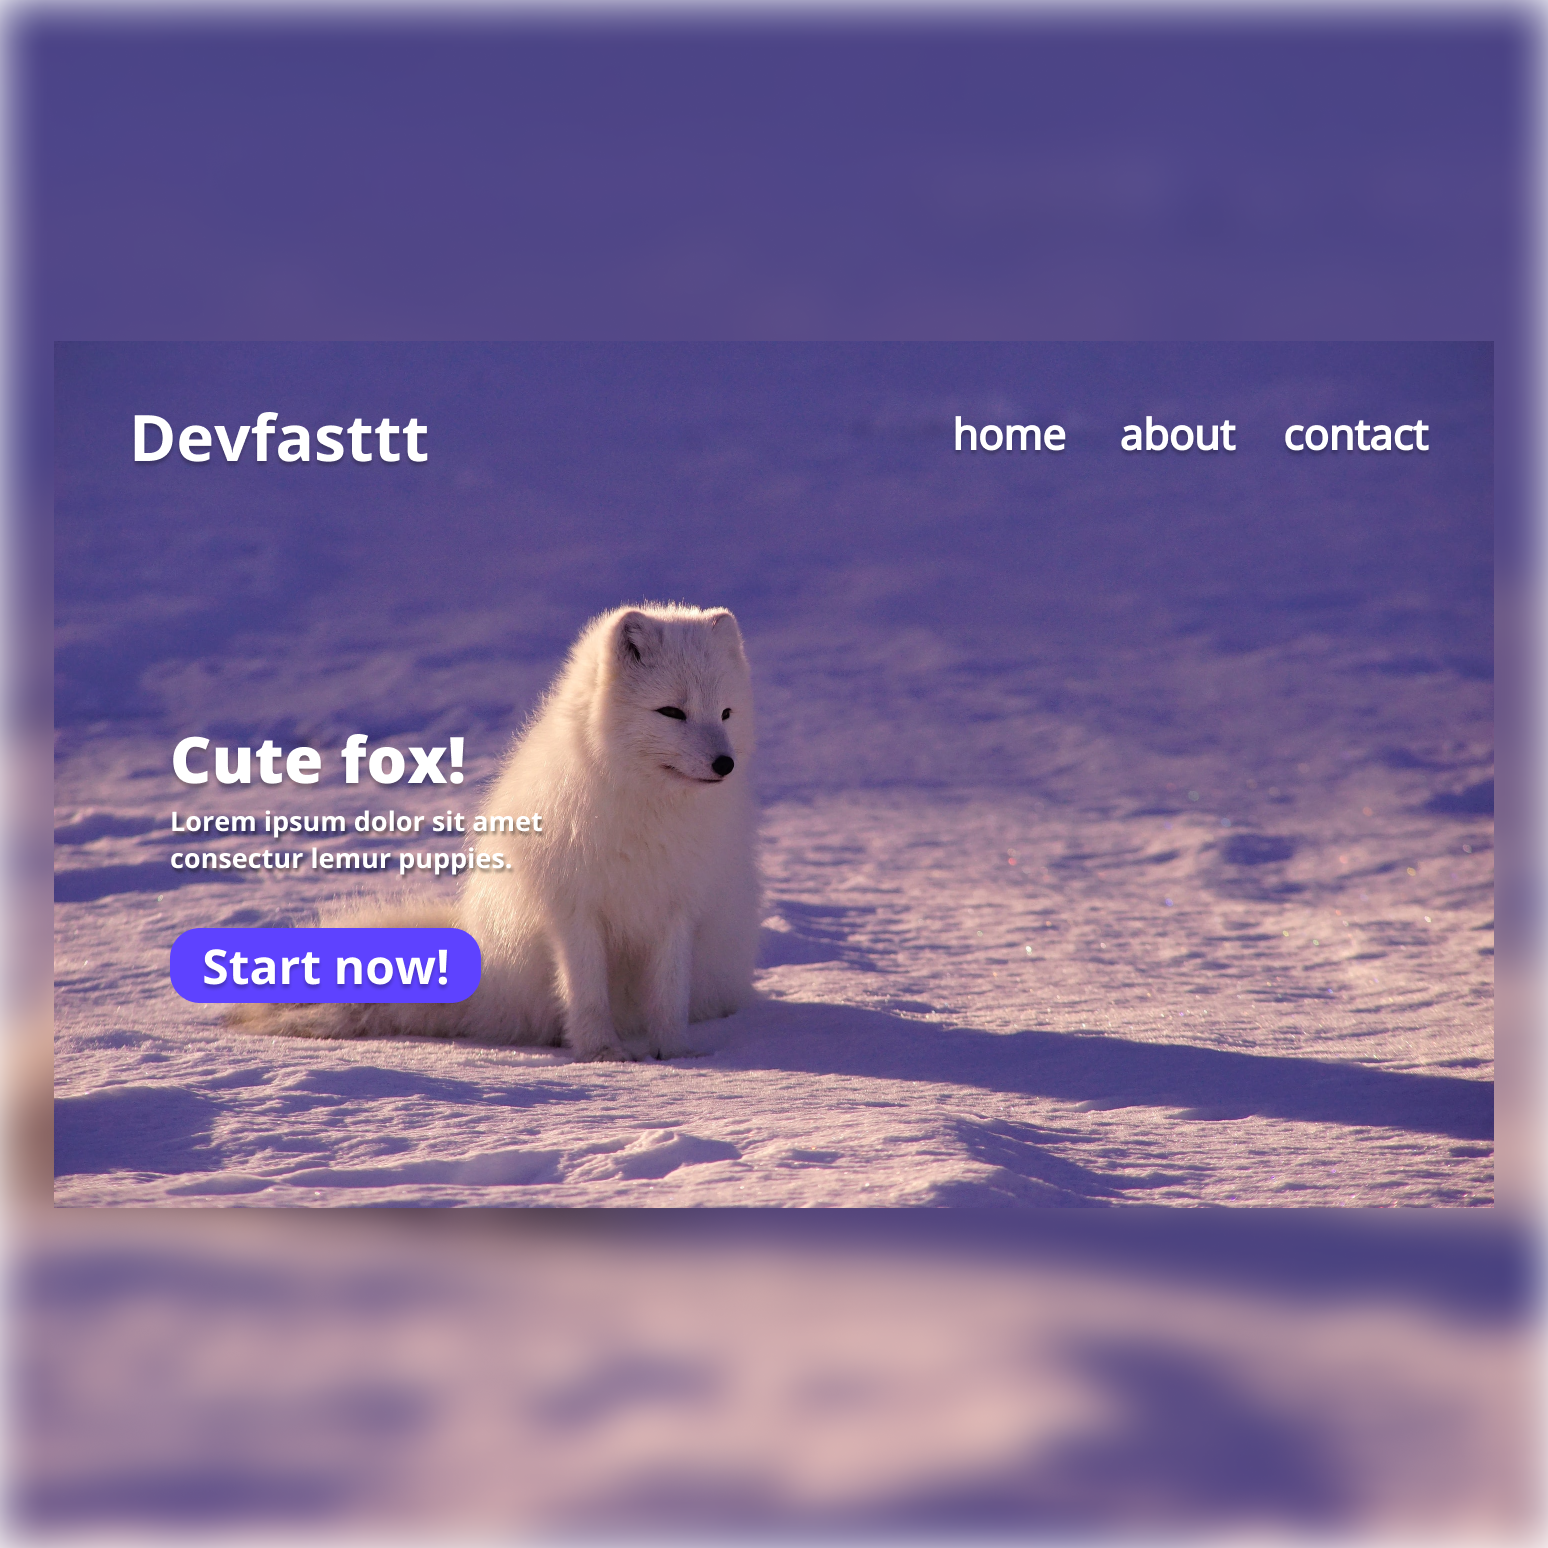 Devfasttt
home about contact
Cute fox!
Lorem ipsum dolor sit amet
consectur lemur puppies.
Start now!